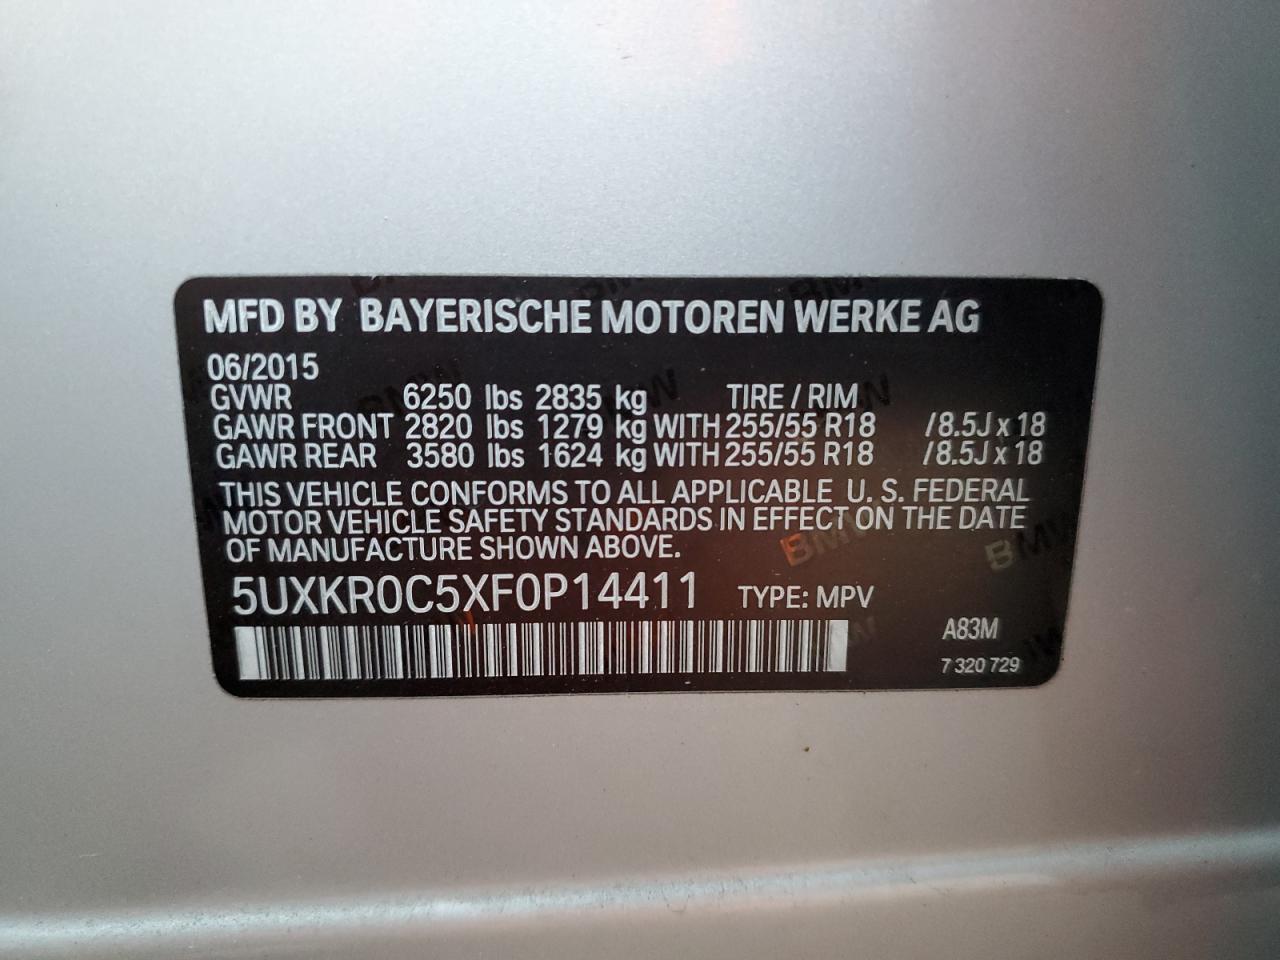 MFD BY BAYERISCHE MOTOREN WERKE AG
06/2015
GVWR 6250 lbs 2835 kg TIRE / RIM
GAWR FRONT 2820 lbs 1279 kg WITH 255/55 R18 /8.5J x 18
GAWR REAR 3580 lbs 1624 kg WITH 255/55 R18 /8.5J x 18
THIS VEHICLE CONFORMS TO ALL APPLICABLE U. S. FEDERAL
MOTOR VEHICLE SAFETY STANDARDS IN EFFECT ON THE DATE
OF MANUFACTURE SHOWN ABOVE.
5UXKR0C5XF0P14411 TYPE: MPV
A83M
7 320 729